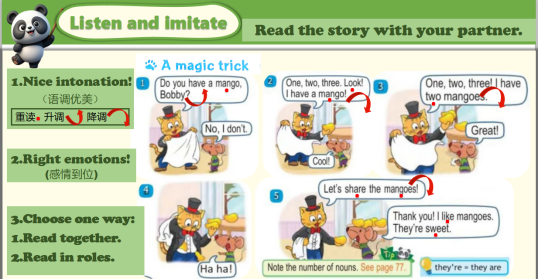 Listen and imitate
Read the story with your partner.
1.Nice intonation!
(语调优美)
重读 , 升调 降调
2.Right emotions!
(感情到位)
3.Choose one way:
1.Read together.
2.Read in roles.
A magic trick
1
Do you have a mango,
Bobby?
No, I don't.
2
One, two, three. Look!
I have a mango!
Cool!
3
One, two, three! I have
two mangoes.
Great!
4
Ha ha!
5
Let's share the mangoes!
Thank you! I like mangoes.
They're sweet.
Tip
Note the number of nouns. See page 77.
they're = they are